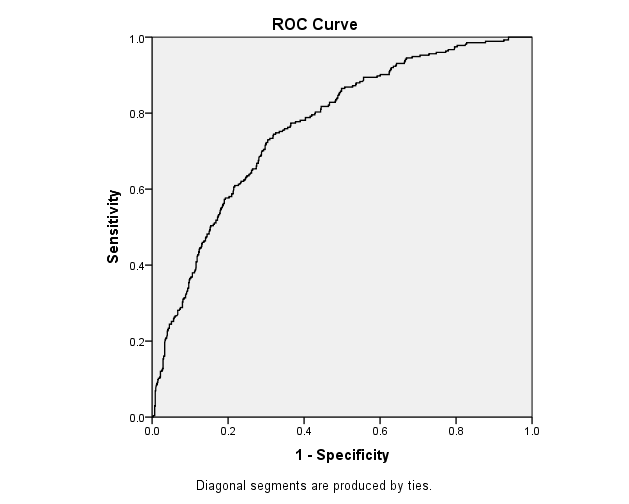 ROC Curve
1.0
0.8
0.6
0.4
0.2
0.0
Sensitivity
0.0 0.2 0.4 0.6 0.8 1.0
1 - Specificity
Diagonal segments are produced by ties.